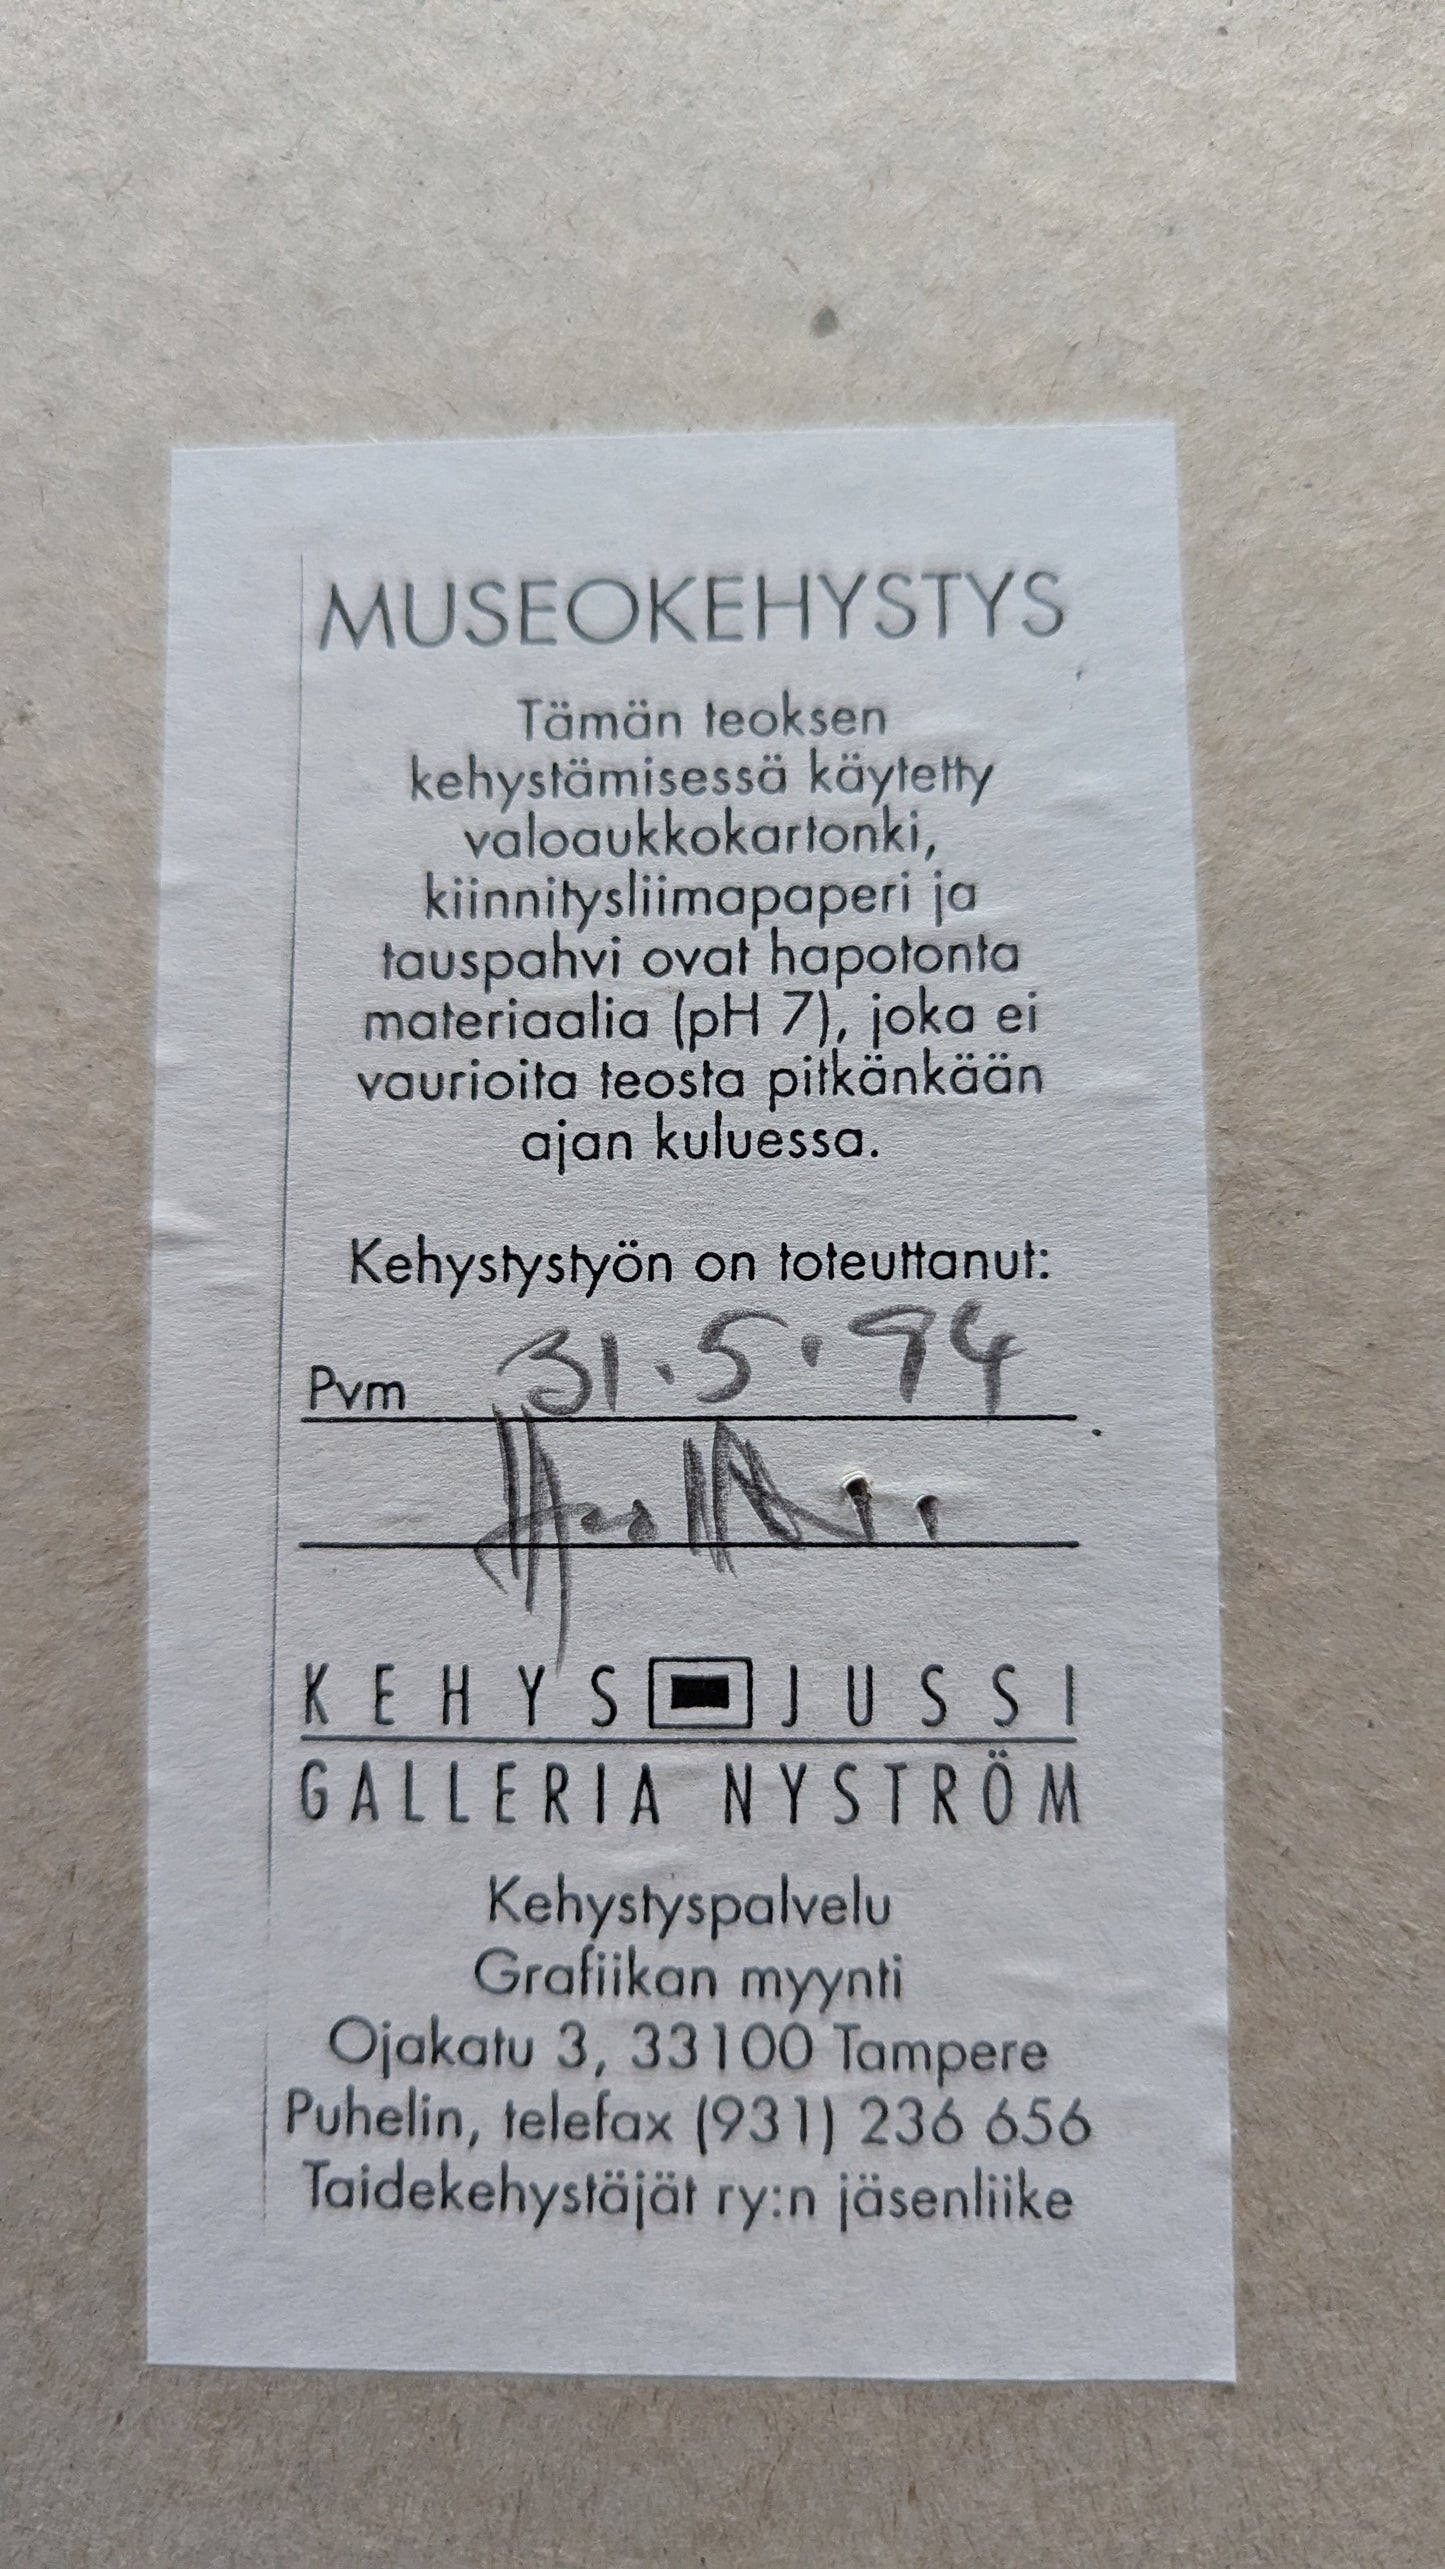 MUSEOKEHYSTYS
Tämän teoksen
kehystämisessä käytetty
valoaukkokartonki,
kiinnitysliimapaperi ja
tauspahvi ovat hapotonta
materiaalia (pH 7), joka ei
vaurioita teosta pitkänkään
ajan kuluessa.
Kehystystyön on toteuttanut:
Pvm 31.5.94
KEHYS JUSSI
GALLERIA NYSTRÖM
Kehystyspalvelu
Grafiikan myynti
Ojakatu 3, 33100 Tampere
Puhelin, telefax (931) 236 656
Taidekehystäjät ry:n jäsenliike